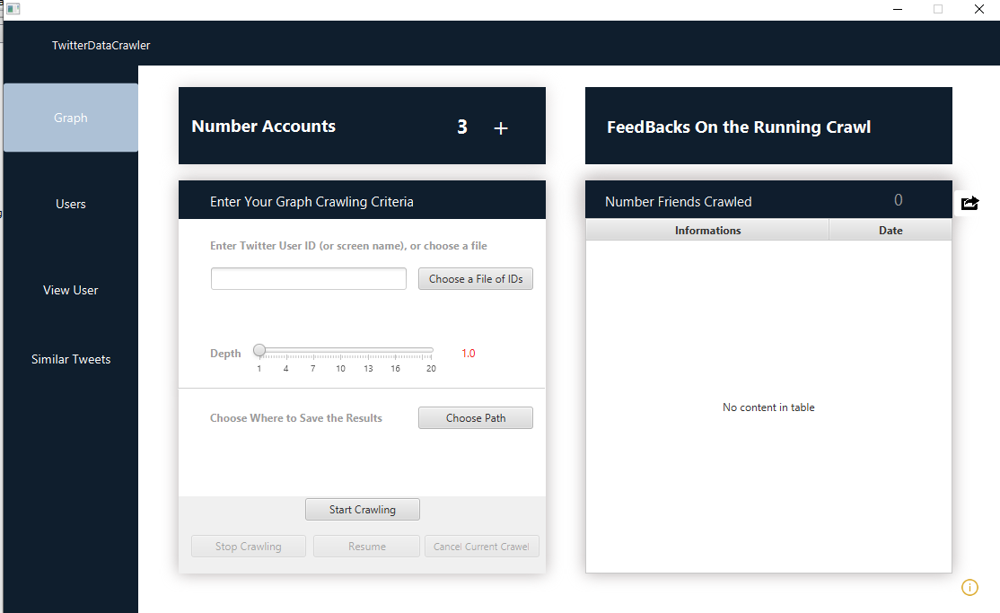 TwitterDataCrawler
Graph
Users
View User
Similar Tweets
Number Accounts 3 +
Enter Your Graph Crawling Criteria
Enter Twitter User ID (or screen name), or choose a file
Choose a File of IDs
Depth 1.0
1 4 7 10 13 16 20
Choose Where to Save the Results Choose Path
Start Crawling
Stop Crawling Resume Cancel Current Crawel
FeedBacks On the Running Crawl
Number Friends Crawled 0
Informations Date
No content in table